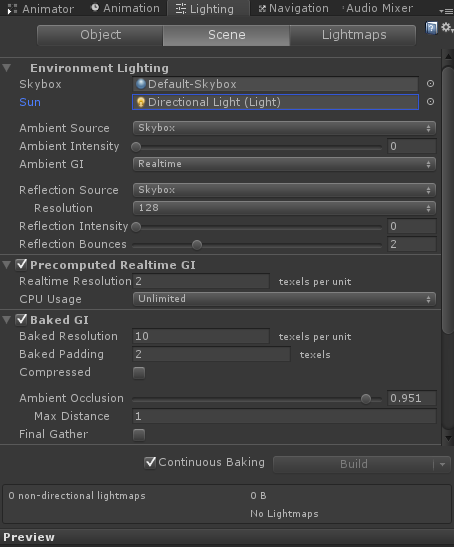 Animator Animation Lighting Navigation Audio Mixer
Object Scene Lightmaps
Environment Lighting
Skybox Default-Skybox
Sun Directional Light (Light)
Ambient Source Skybox
Ambient Intensity 0
Ambient GI Realtime
Reflection Source Skybox
Resolution 128
Reflection Intensity 0
Reflection Bounces 2
Precomputed Realtime GI
Realtime Resolution 2 texels per unit
CPU Usage Unlimited
Baked GI
Baked Resolution 10 texels per unit
Baked Padding 2 texels
Compressed
Ambient Occlusion 0.951
Max Distance 1
Final Gather
Continuous Baking Build
0 non-directional lightmaps 0 B
No Lightmaps
Preview